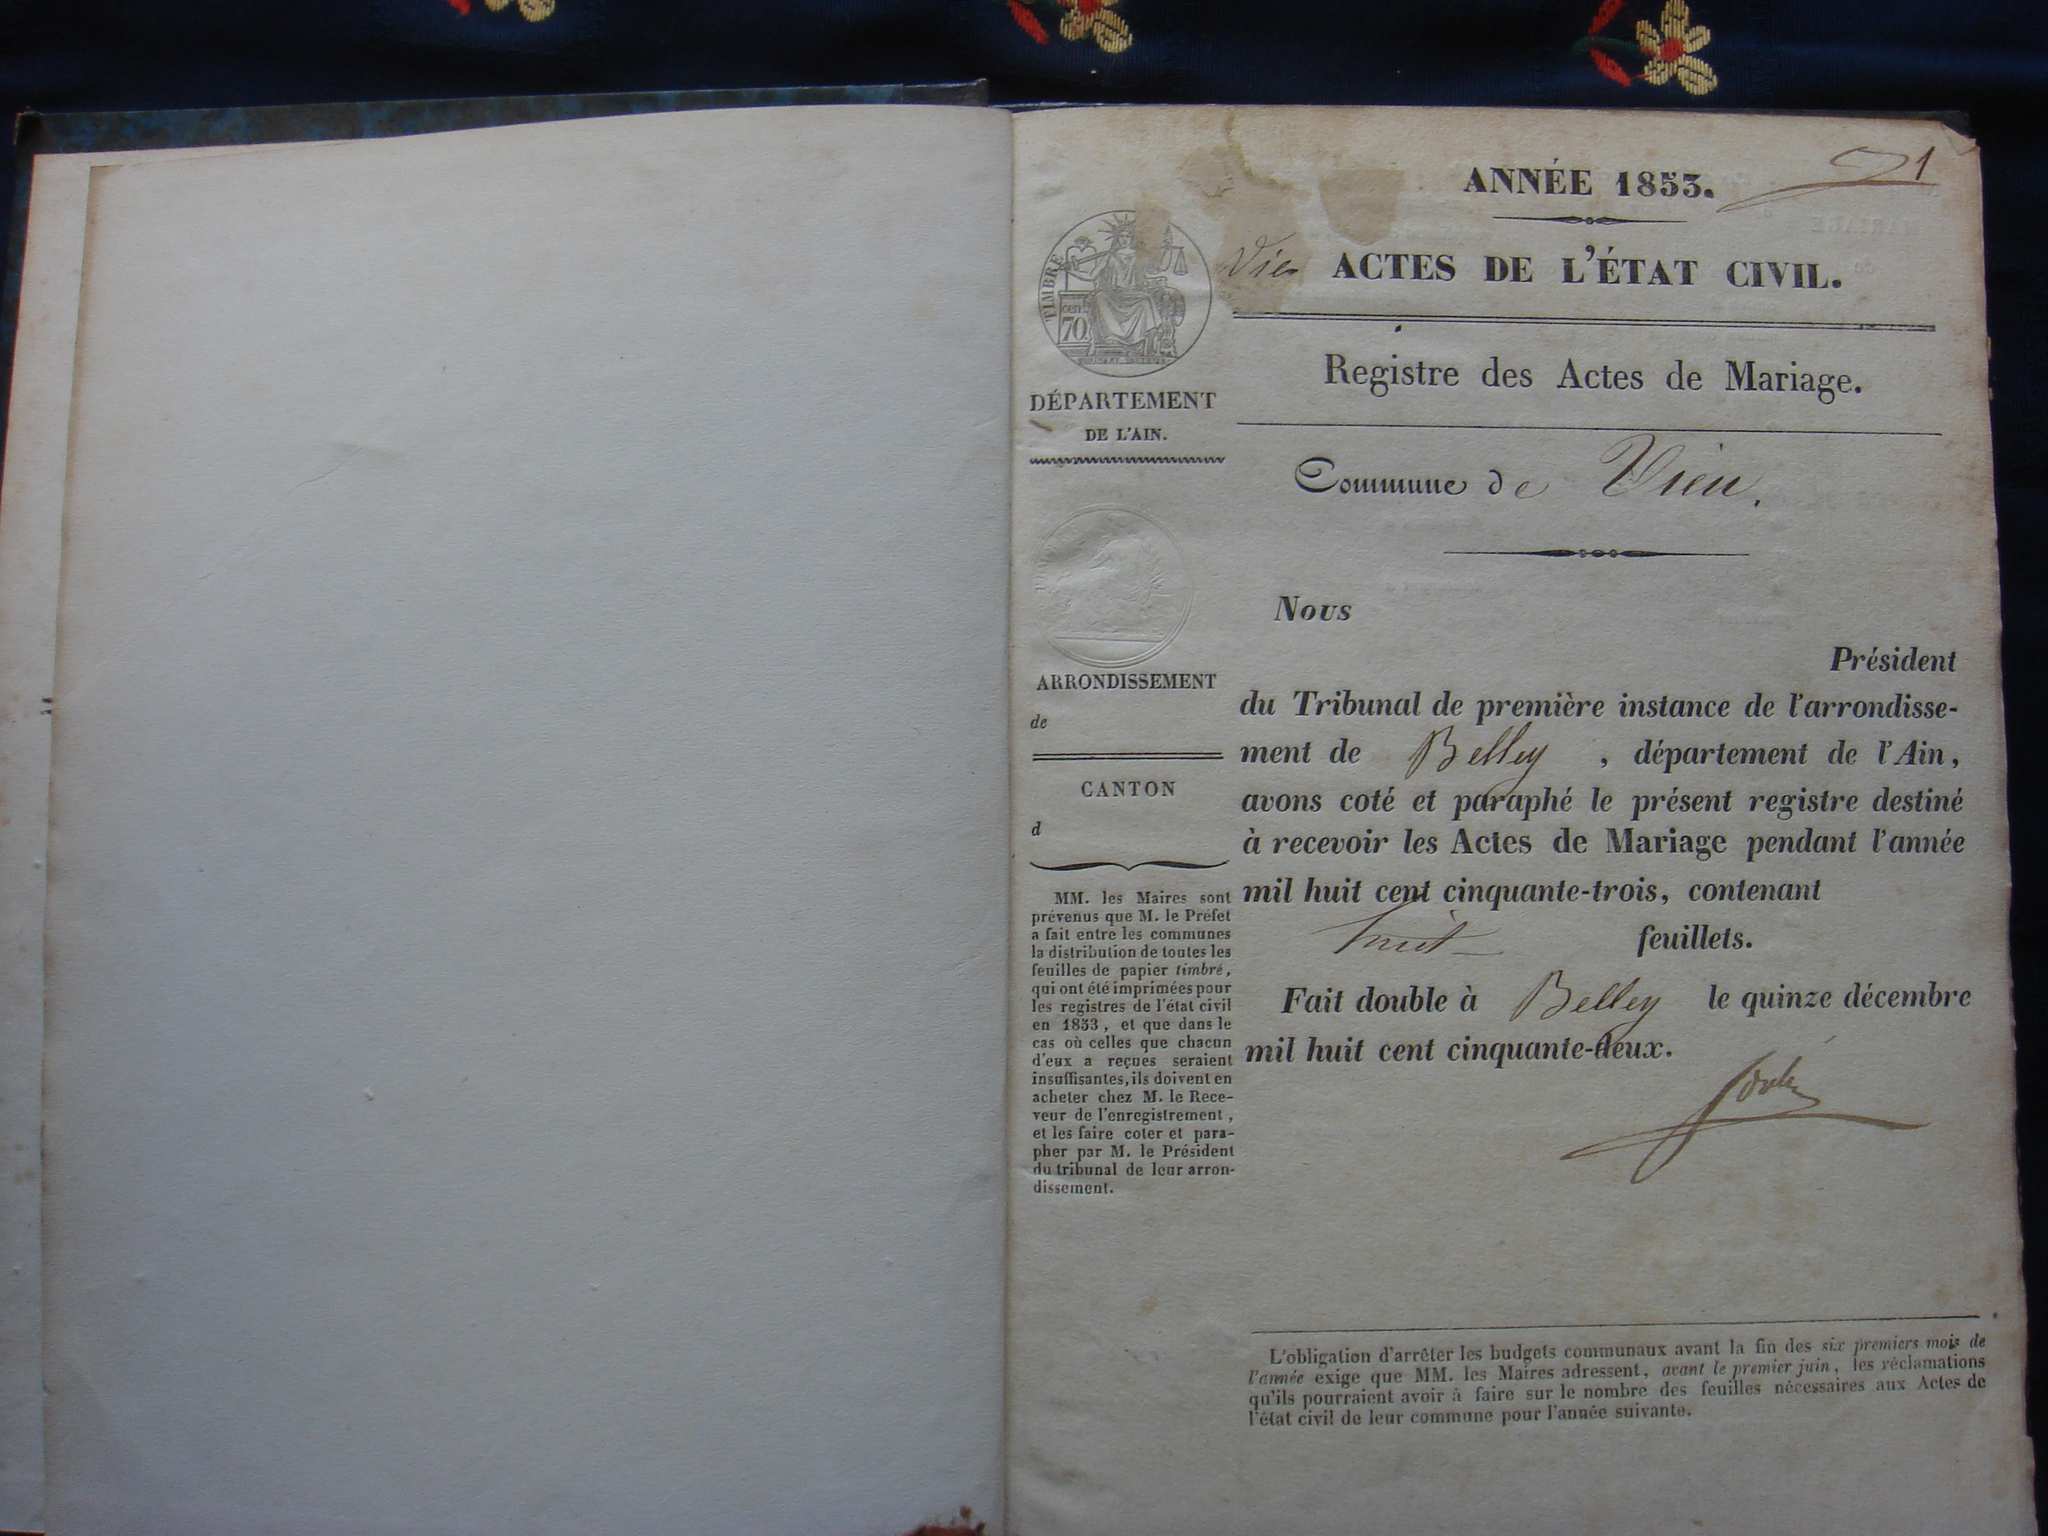 ANNÉE 1853.
1
TIMBRE
cen.
70
Vieu
ACTES DE L'ÉTAT CIVIL.
Registre des Actes de Mariage.
DÉPARTEMENT
DE L'AIN.
Commune de Vieu.
ARRONDISSEMENT
de
CANTON
d
MM. les Maires sont
prévenus que M. le Préfet
a fait entre les communes
la distribution de toutes les
feuilles de papier timbré,
qui ont été imprimées pour
les registres de l'état civil
en 1853, et que dans le
cas où celles que chacun
d'eux a reçues seraient
insuffisantes, ils doivent en
acheter chez M. le Rece-
veur de l'enregistrement,
et les faire coter et para-
pher par M. le Président
du tribunal de leur arron-
dissement.
Nous
Président
du Tribunal de première instance de l'arrondisse-
ment de Belley, département de l'Ain,
avons coté et paraphé le présent registre destiné
à recevoir les Actes de Mariage pendant l'année
mil huit cent cinquante-trois, contenant
huit feuillets.
Fait double à Belley le quinze décembre
mil huit cent cinquante-deux.
L'obligation d'arrêter les budgets communaux avant la fin des six premiers mois de
l'année exige que MM. les Maires adressent, avant le premier juin, les réclamations
qu'ils pourraient avoir à faire sur le nombre des feuilles nécessaires aux Actes de
l'état civil de leur commune pour l'année suivante.